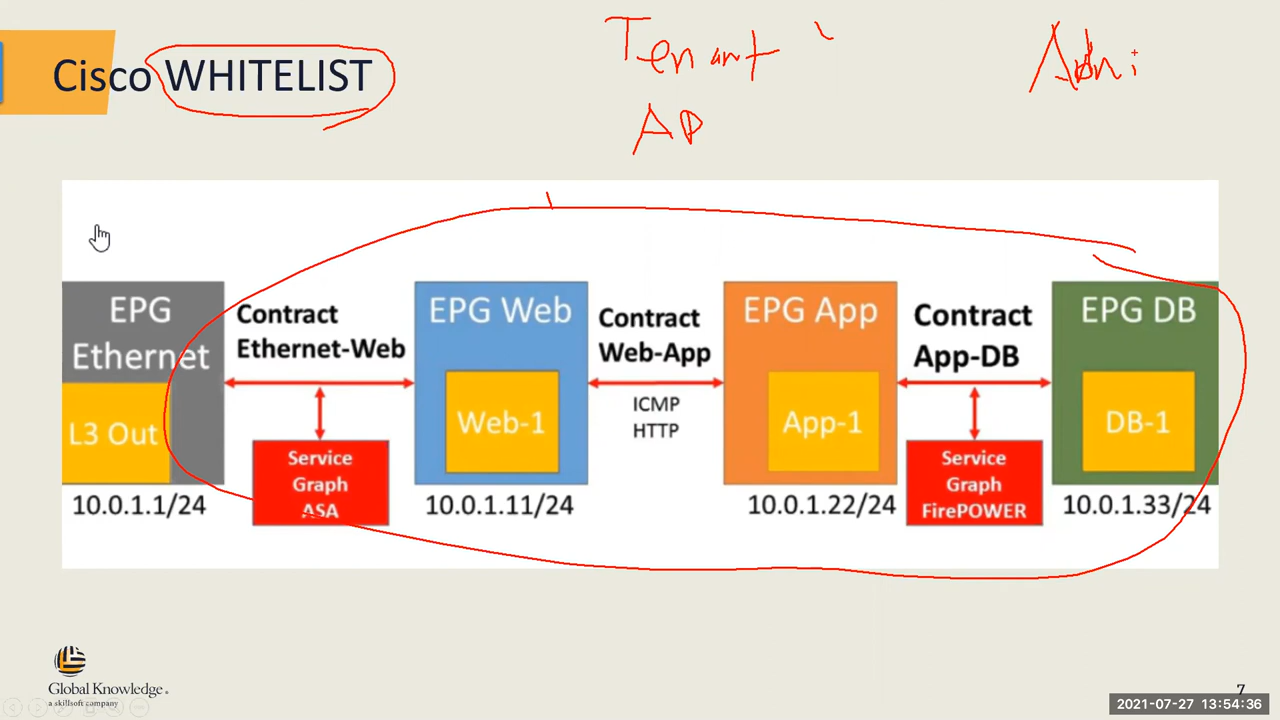 Cisco WHITELIST
Tenant
AP
EPG
Ethernet
L3 Out
10.0.1.1/24
Contract
Ethernet-Web
Service
Graph
ASA
EPG Web
Web-1
10.0.1.11/24
Contract
Web-App
ICMP
HTTP
EPG App
App-1
10.0.1.22/24
Contract
App-DB
Service
Graph
FirePOWER
EPG DB
DB-1
10.0.1.33/24
Global Knowledge®
a skillsoft company
7
2021-07-27 13:54:36